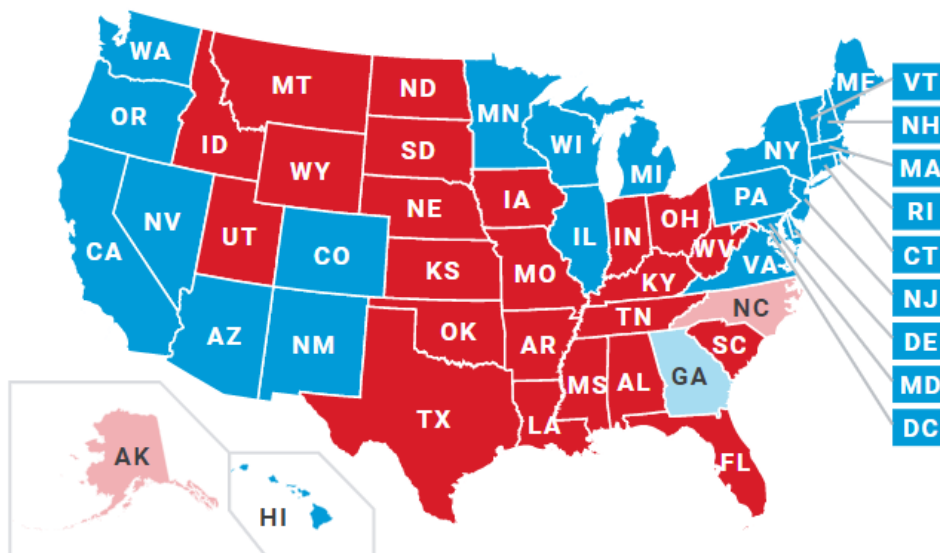 WA
MT
ND
MN
ME
VT
OR
NH
ID
SD
WI
NY
MA
WY
MI
PA
RI
NV
NE
IA
OH
UT
CO
IL
IN
WV
VA
CT
CA
KS
MO
KY
NJ
NC
TN
DE
AZ
NM
OK
AR
SC
MS
AL
GA
MD
TX
LA
DC
AK
FL
HI